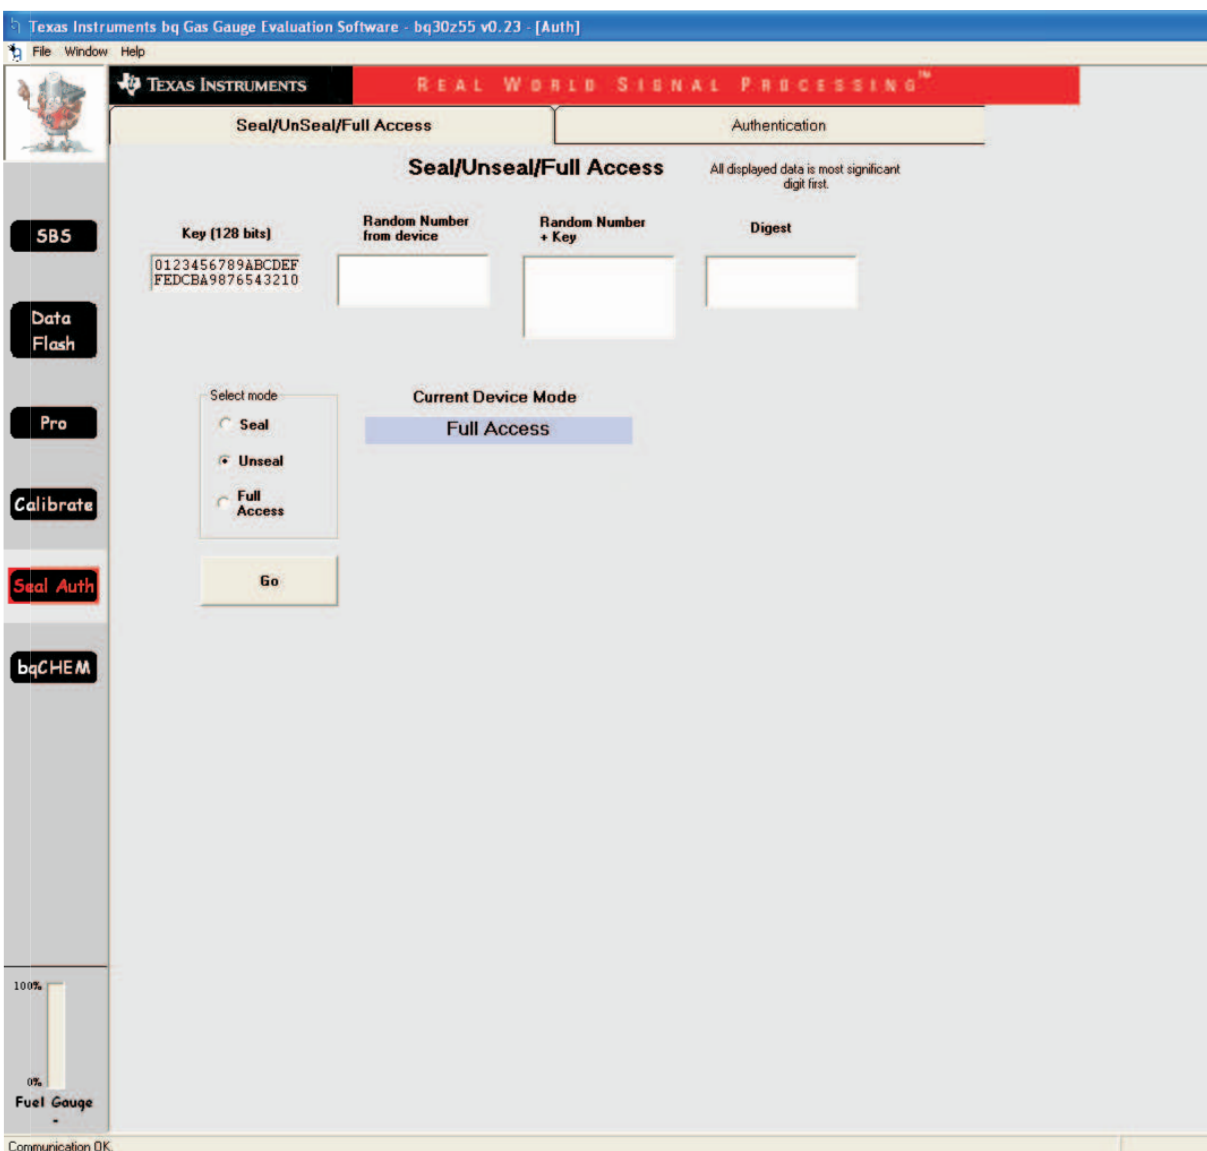 Texas Instruments bq Gas Gauge Evaluation Software - bq30z55 v0.23 - [Auth]
File Window Help
TEXAS INSTRUMENTS
REAL WORLD SIGNAL PROCESSING™
Seal/UnSeal/Full Access
Authentication
Seal/Unseal/Full Access
All displayed data is most significant
digit first.
SBS
Data
Flash
Pro
Calibrate
Seal Auth
bqCHEM
Key (128 bits)
0123456789ABCDEF
FEDCBA9876543210
Random Number
from device
Random Number
+ Key
Digest
Select mode
Seal
Unseal
Full
Access
Go
Current Device Mode
Full Access
100%
0%
Fuel Gauge
-
Communication OK.